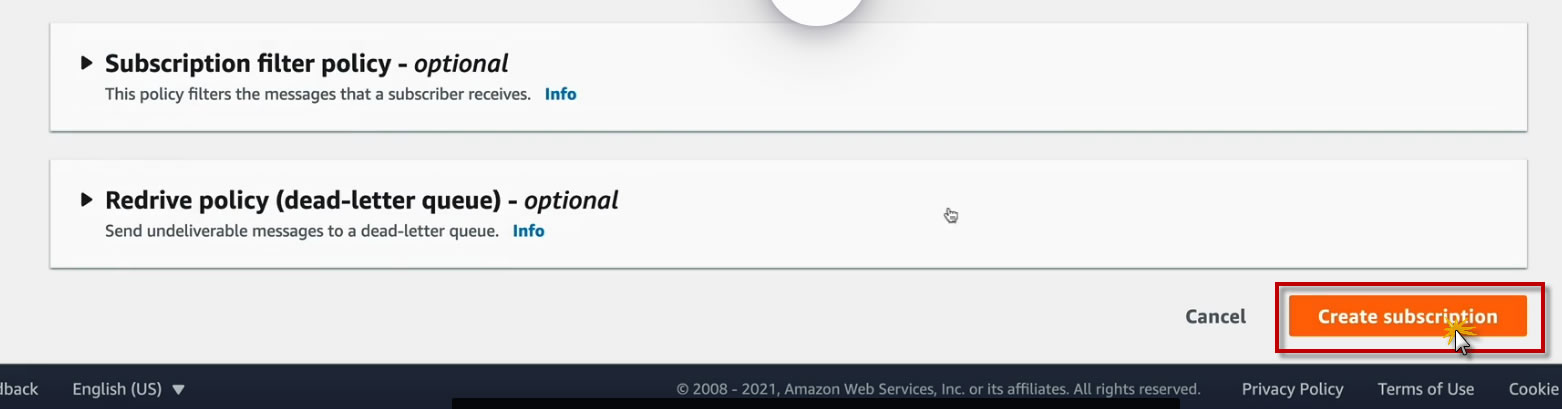 Subscription filter policy - optional
This policy filters the messages that a subscriber receives. Info
Redrive policy (dead-letter queue) - optional
Send undeliverable messages to a dead-letter queue. Info
Cancel Create subscription
dback English (US) © 2008 - 2021, Amazon Web Services, Inc. or its affiliates. All rights reserved. Privacy Policy Terms of Use Cookie